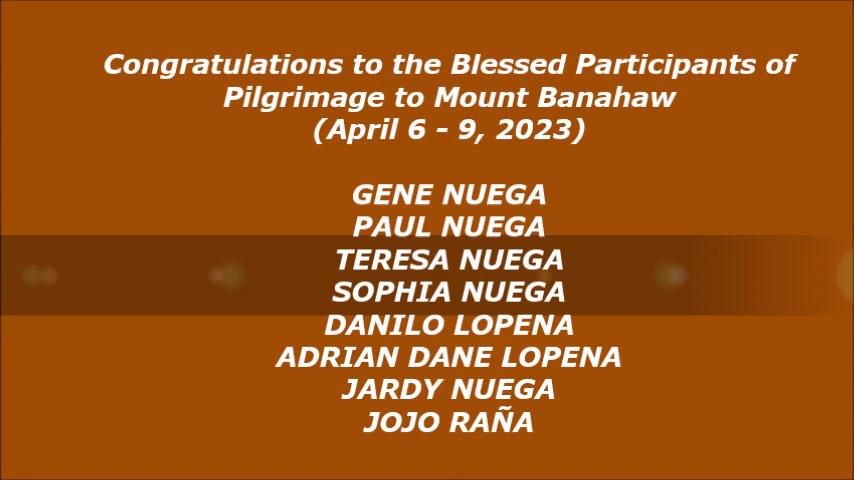 Congratulations to the Blessed Participants of
Pilgrimage to Mount Banahaw
(April 6 - 9, 2023)
GENE NUEGA
PAUL NUEGA
TERESA NUEGA
SOPHIA NUEGA
DANILO LOPENA
ADRIAN DANE LOPENA
JARDY NUEGA
JOJO RAÑA